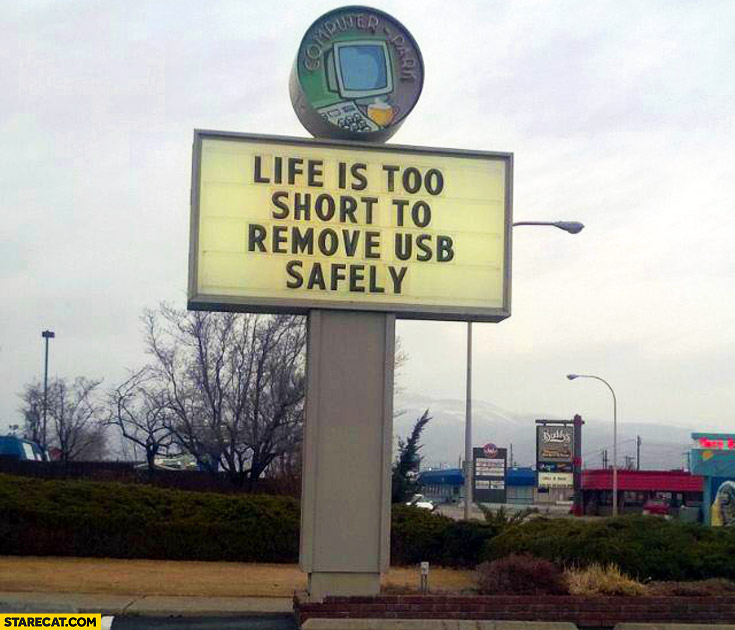 COMPUTER - PARK
LIFE IS TOO
SHORT TO
REMOVE USB
SAFELY
STARECAT.COM